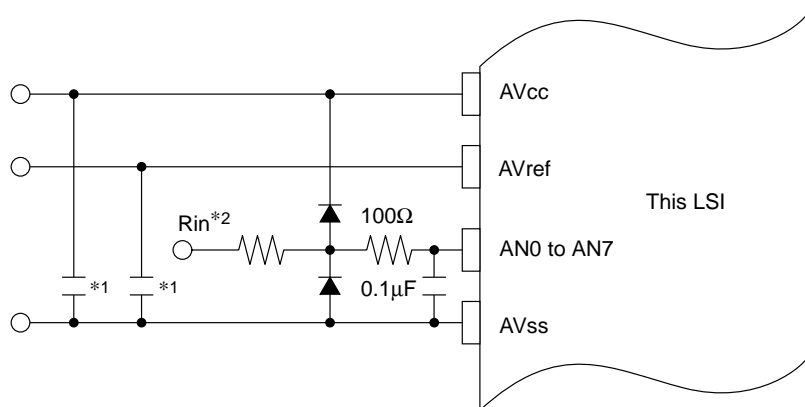 AVcc
AVref
This LSI
Rin*2
100Ω
AN0 to AN7
*1
*1
0.1μF
AVss